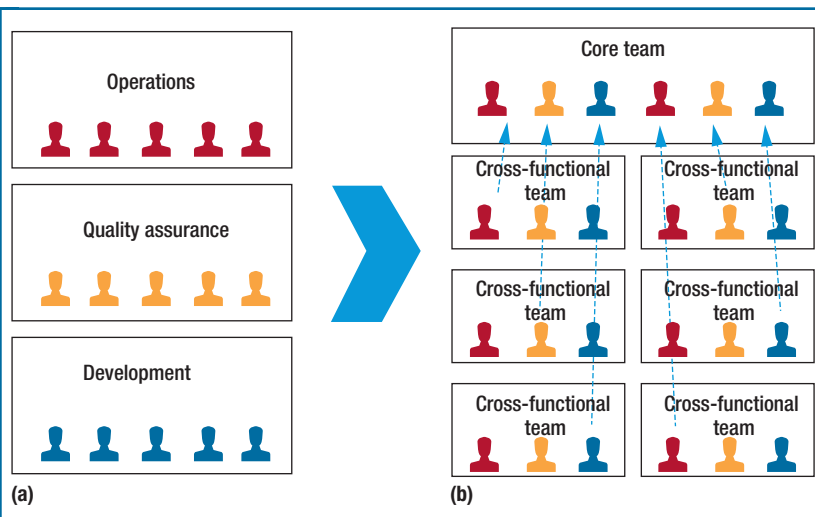 Operations
Quality assurance
Development
(a)
Core team
Cross-functional
team
Cross-functional
team
Cross-functional
team
Cross-functional
team
Cross-functional
team
Cross-functional
team
(b)